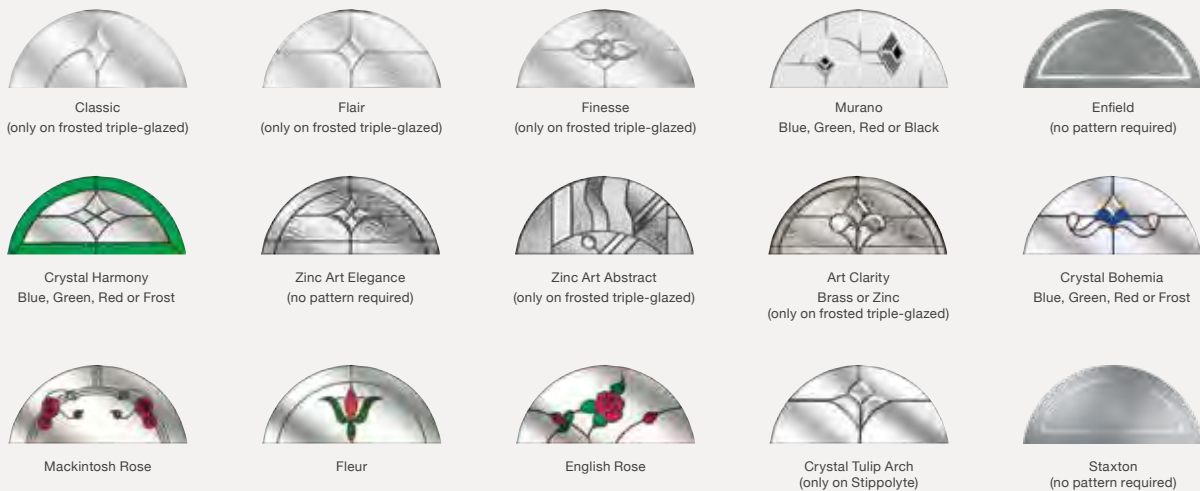 Classic
(only on frosted triple-glazed)
Flair
(only on frosted triple-glazed)
Finesse
(only on frosted triple-glazed)
Murano
Blue, Green, Red or Black
Enfield
(no pattern required)
Crystal Harmony
Blue, Green, Red or Frost
Zinc Art Elegance
(no pattern required)
Zinc Art Abstract
(only on frosted triple-glazed)
Art Clarity
Brass or Zinc
(only on frosted triple-glazed)
Crystal Bohemia
Blue, Green, Red or Frost
Mackintosh Rose
Fleur
English Rose
Crystal Tulip Arch
(only on Stippolyte)
Staxton
(no pattern required)